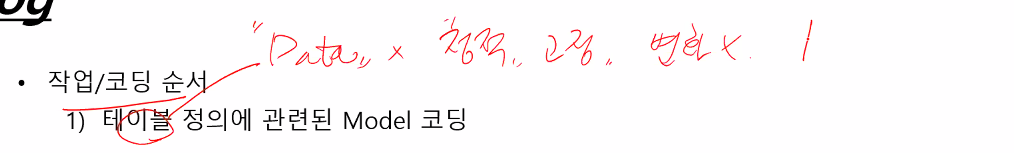 og
"Data" x 정적, 고정, 변화 x.
• 작업/코딩 순서
1) 테이블 정의에 관련된 Model 코딩